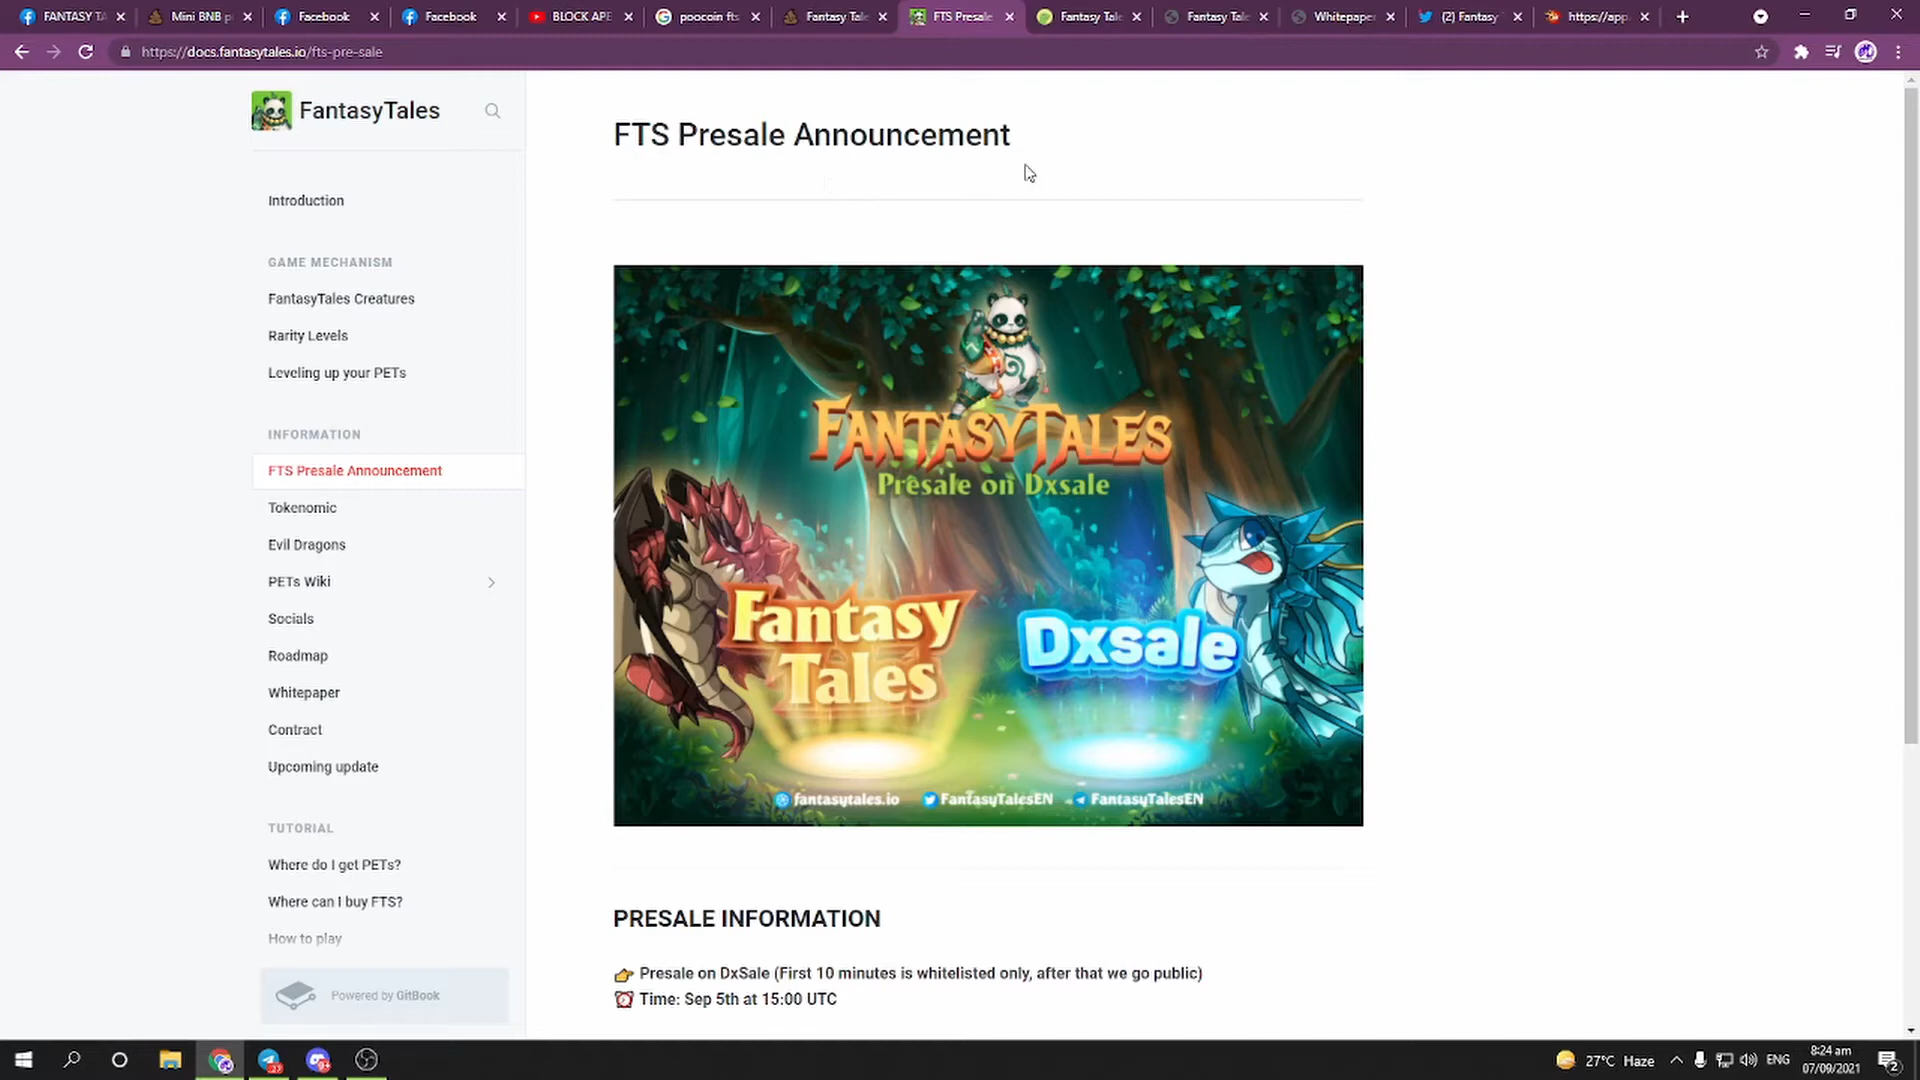 FANTASY TA
Mini BNB p
Facebook
Facebook
BLOCK APE
poocoin fts
Fantasy Tale
FTS Presale
Fantasy Tale
Fantasy Tale
Whitepaper
(2) Fantasy
https://app.
https://docs.fantasytales.io/fts-pre-sale
FantasyTales
Introduction
GAME MECHANISM
FantasyTales Creatures
Rarity Levels
Leveling up your PETs
INFORMATION
FTS Presale Announcement
Tokenomic
Evil Dragons
PETs Wiki
Socials
Roadmap
Whitepaper
Contract
Upcoming update
TUTORIAL
Where do I get PETs?
Where can I buy FTS?
How to play
Powered by GitBook
FTS Presale Announcement
FANTASYTALES
Presale on Dxsale
Fantasy
Tales
Dxsale
fantasytales.io
FantasyTalesEN
FantasyTalesEN
PRESALE INFORMATION
Presale on DxSale (First 10 minutes is whitelisted only, after that we go public)
Time: Sep 5th at 15:00 UTC
27°C Haze
ENG
8:24 am
07/09/2021
2